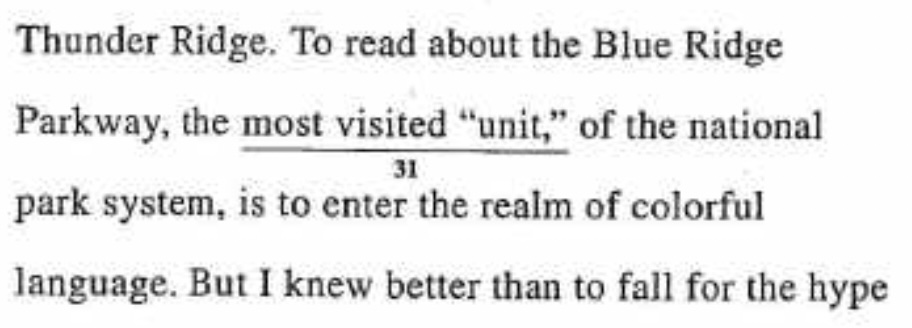 Thunder Ridge. To read about the Blue Ridge
Parkway, the most visited “unit,” of the national
31
park system, is to enter the realm of colorful
language. But I knew better than to fall for the hype